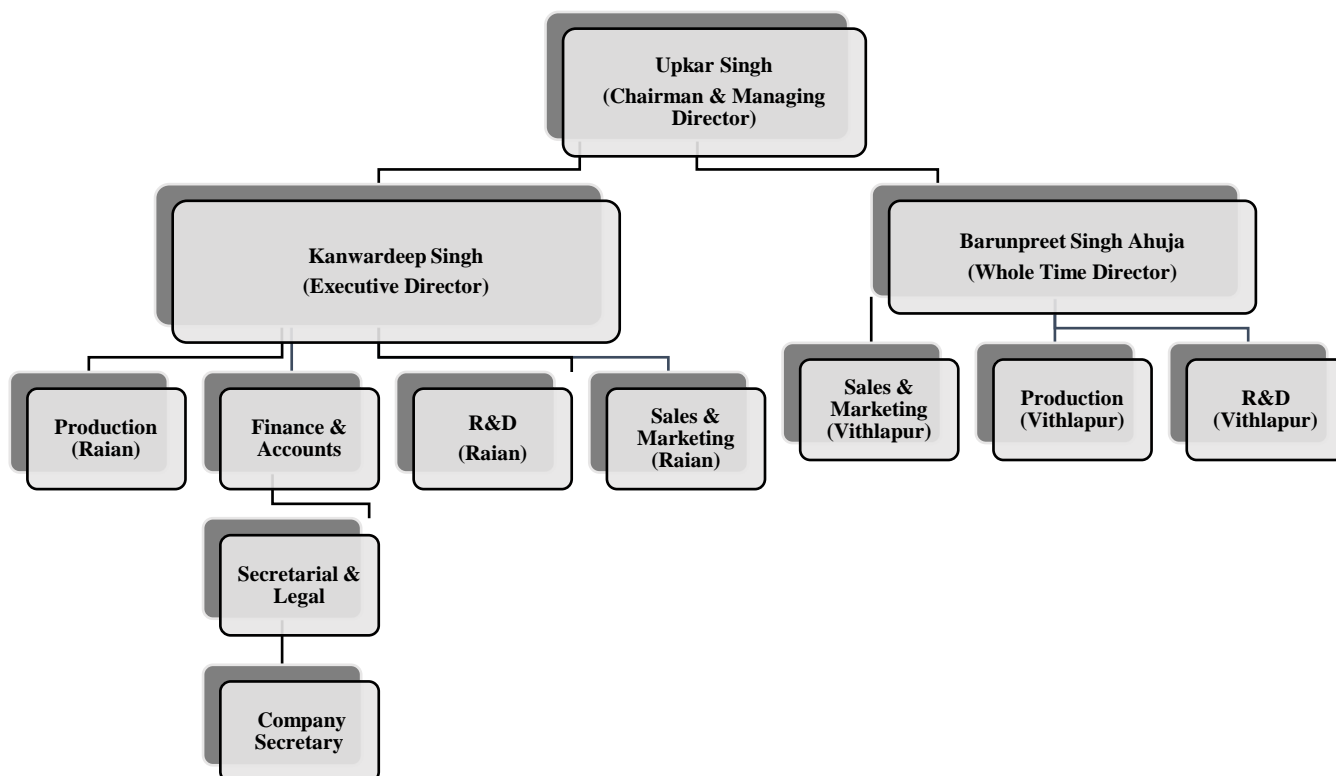 Upkar Singh
(Chairman & Managing
Director)
Kanwardeep Singh
(Executive Director)
Barunpreet Singh Ahuja
(Whole Time Director)
Production
(Raian)
Finance &
Accounts
R&D
(Raian)
Sales &
Marketing
(Raian)
Sales &
Marketing
(Vithlapur)
Production
(Vithlapur)
R&D
(Vithlapur)
Secretarial &
Legal
Company
Secretary